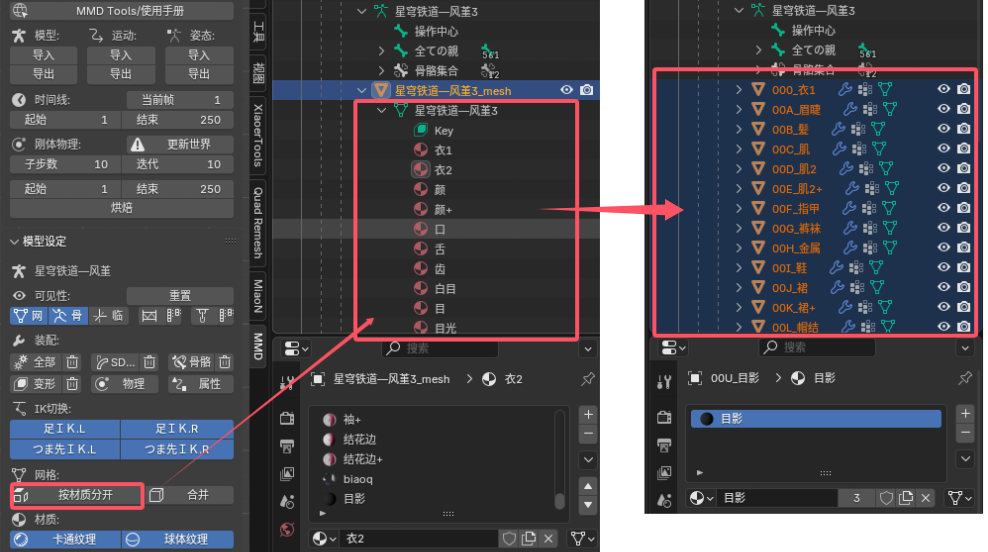 MMD Tools/使用手册
模型: 运动: 姿态:
导入 导入 导入
导出 导出 导出
时间线: 当前帧 1
起始 1 结束 250
刚体物理: 更新世界
子步数 10 迭代 10
起始 1 结束 250
烘焙
模型设定
星穹铁道—风堇
可见性: 重置
网 骨 临
装配:
全部 SD... 骨骼
变形 物理 属性
IK切换:
足ＩＫ.L 足ＩＫ.R
つま先ＩＫ.L つま先ＩＫ.R
网格:
按材质分开 合并
材质:
卡通纹理 球体纹理
工具
视图
XiaoerTools
Quad Remesh
MiaoN
MMD
星穹铁道—风堇3
操作中心
全ての親 561
骨骼集合 12
星穹铁道—风堇3_mesh
星穹铁道—风堇3
Key
衣1
衣2
颜
颜+
口
舌
齿
白目
目
目光
搜索
星穹铁道—风堇3_mesh > 衣2
袖+
结花边
结花边+
biaoq
目影
衣2
星穹铁道—风堇3
操作中心
全ての親 561
骨骼集合 12
000_衣1
00A_眉睫
00B_髪
00C_肌
00D_肌2
00E_肌2+
00F_指甲
00G_裤袜
00H_金属
00I_鞋
00J_裙
00K_裙+
00L_帽结
搜索
00U_目影 > 目影
目影
目影 3